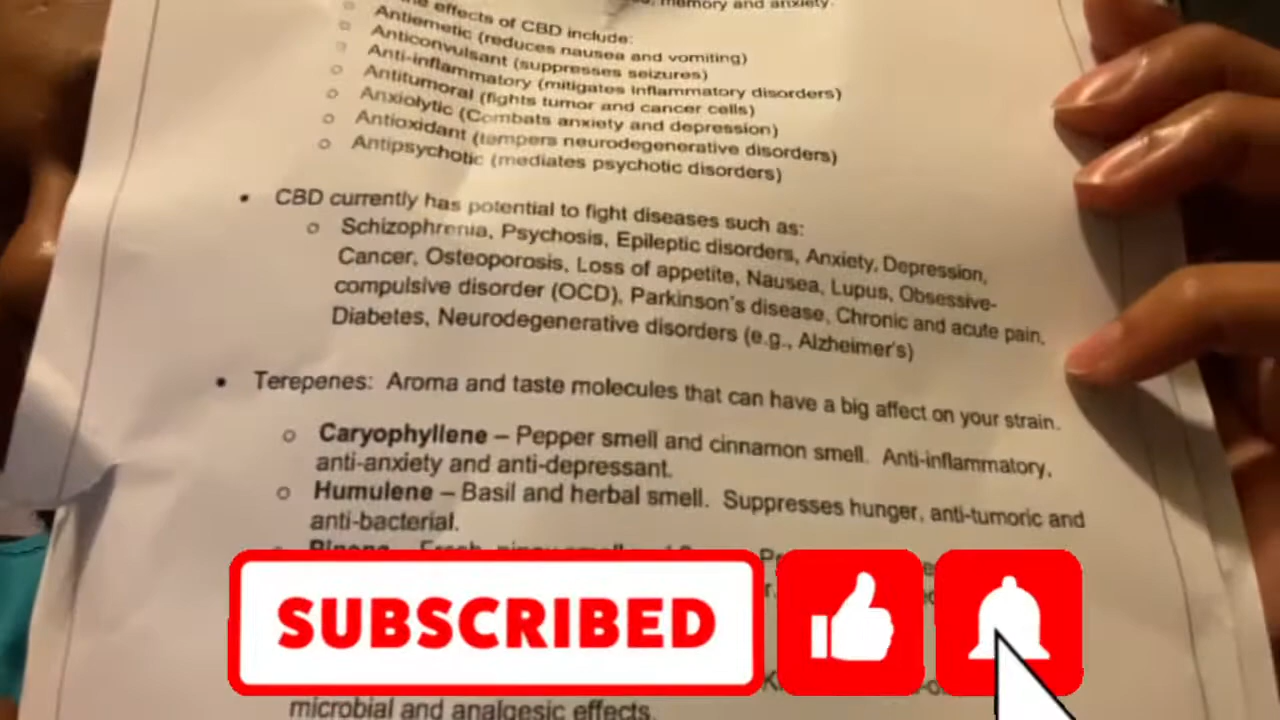 memory and anxiety.
effects of CBD include:
Antiemetic (reduces nausea and vomiting)
Anticonvulsant (suppresses seizures)
Anti-inflammatory (mitigates inflammatory disorders)
Antitumoral (fights tumor and cancer cells)
Anxiolytic (Combats anxiety and depression)
Antioxidant (tampers neurodegenerative disorders)
Antipsychotic (mediates psychotic disorders)
CBD currently has potential to fight diseases such as:
Schizophrenia, Psychosis, Epileptic disorders, Anxiety, Depression,
Cancer, Osteoporosis, Loss of appetite, Nausea, Lupus, Obsessive-
compulsive disorder (OCD), Parkinson's disease, Chronic and acute pain,
Diabetes, Neurodegenerative disorders (e.g., Alzheimer's)
Terepenes: Aroma and taste molecules that can have a big affect on your strain.
Caryophyllene – Pepper smell and cinnamon smell. Anti-inflammatory,
anti-anxiety and anti-depressant.
Humulene – Basil and herbal smell. Suppresses hunger, anti-tumoric and
anti-bacterial.
SUBSCRIBED
microbial and analgesic effects.